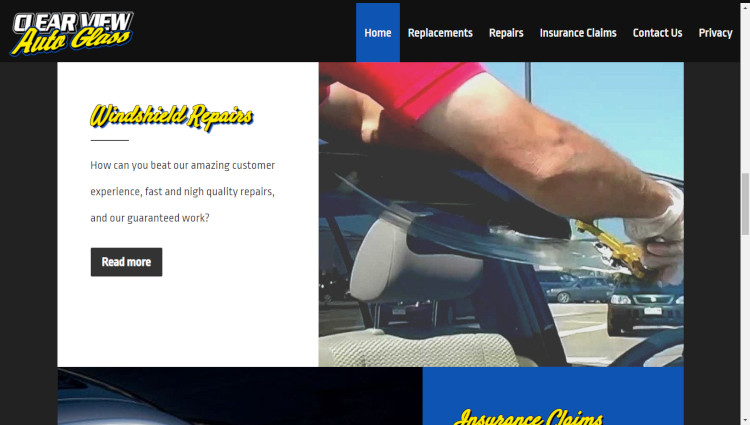 CLEAR VIEW
Auto Glass
Home Replacements Repairs Insurance Claims Contact Us Privacy
Windshield Repairs
How can you beat our amazing customer
experience, fast and nigh quality repairs,
and our guaranteed work?
Read more
Insurance Claims